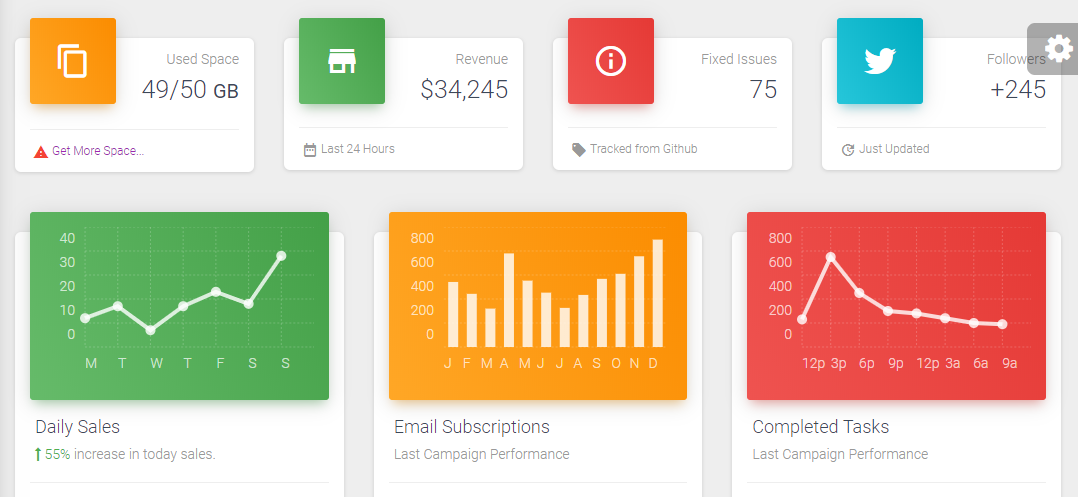 Used Space
49/50 GB
Get More Space...
Revenue
$34,245
Last 24 Hours
Fixed Issues
75
Tracked from Github
Followers
+245
Just Updated
40
30
20
10
0
M T W T F S S
Daily Sales
55% increase in today sales.
800
600
400
200
0
J F M A M J J A S O N D
Email Subscriptions
Last Campaign Performance
800
600
400
200
0
12p 3p 6p 9p 12p 3a 6a 9a
Completed Tasks
Last Campaign Performance